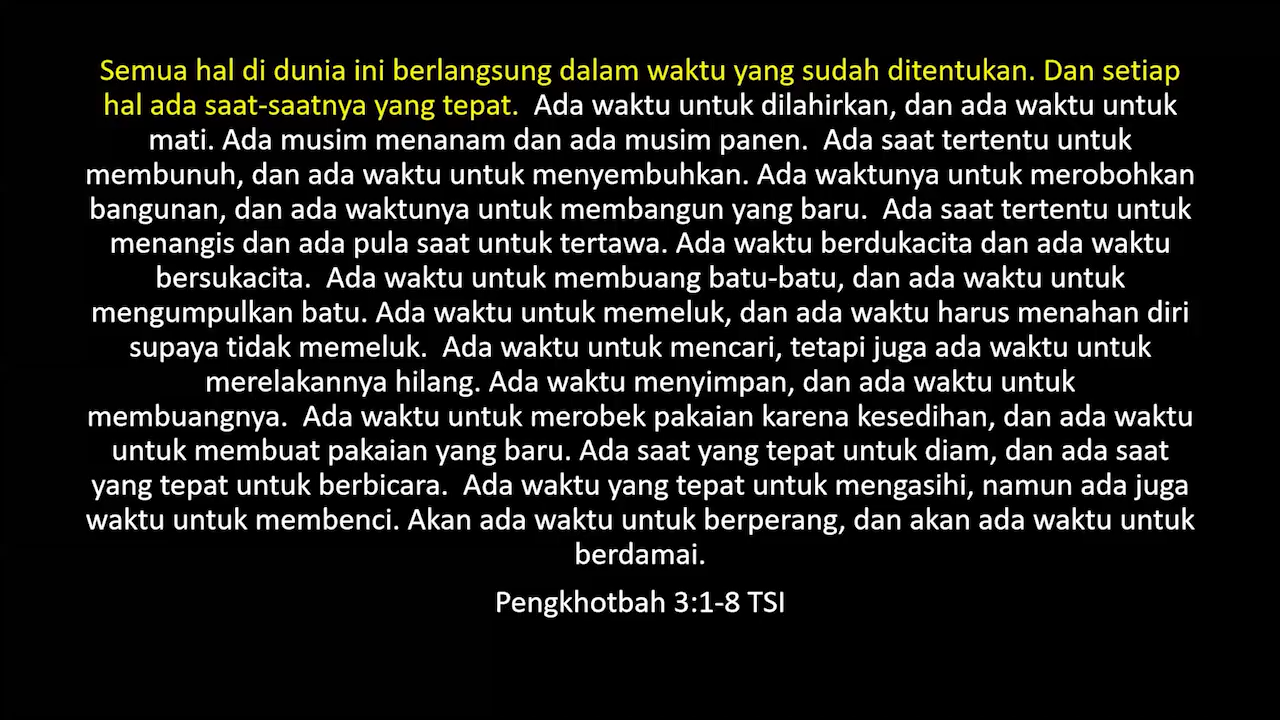 Semua hal di dunia ini berlangsung dalam waktu yang sudah ditentukan. Dan setiap
hal ada saat-saatnya yang tepat.  Ada waktu untuk dilahirkan, dan ada waktu untuk
mati. Ada musim menanam dan ada musim panen.  Ada saat tertentu untuk
membunuh, dan ada waktu untuk menyembuhkan. Ada waktunya untuk merobohkan
bangunan, dan ada waktunya untuk membangun yang baru.  Ada saat tertentu untuk
menangis dan ada pula saat untuk tertawa. Ada waktu berdukacita dan ada waktu
bersukacita.  Ada waktu untuk membuang batu-batu, dan ada waktu untuk
mengumpulkan batu. Ada waktu untuk memeluk, dan ada waktu harus menahan diri
supaya tidak memeluk.  Ada waktu untuk mencari, tetapi juga ada waktu untuk
merelakannya hilang. Ada waktu menyimpan, dan ada waktu untuk
membuangnya.  Ada waktu untuk merobek pakaian karena kesedihan, dan ada waktu
untuk membuat pakaian yang baru. Ada saat yang tepat untuk diam, dan ada saat
yang tepat untuk berbicara.  Ada waktu yang tepat untuk mengasihi, namun ada juga
waktu untuk membenci. Akan ada waktu untuk berperang, dan akan ada waktu untuk
berdamai.
Pengkhotbah 3:1-8 TSI